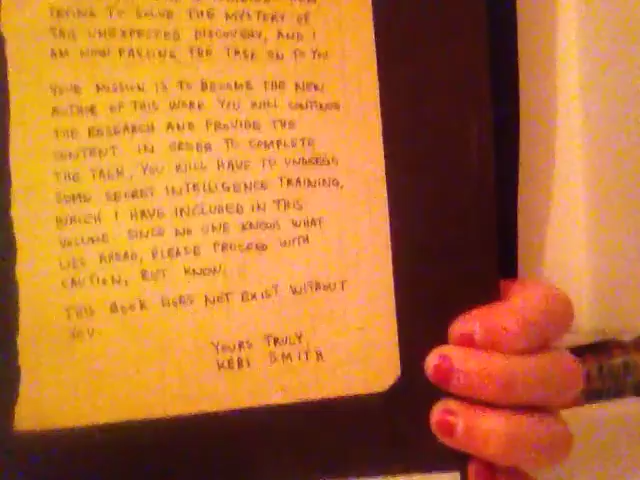 TRYING TO SOLVE THE MYSTERY OF
THIS UNEXPECTED DISCOVERY, AND I
AM NOW PASSING THE TASK ON TO YOU.
YOUR MISSION IS TO BECOME THE NEW
AUTHOR OF THIS WORK. YOU WILL CONTINUE
THE RESEARCH AND PROVIDE THE
CONTENT. IN ORDER TO COMPLETE
THE TASK, YOU WILL HAVE TO UNDERGO
SOME SECRET INTELLIGENCE TRAINING,
WHICH I HAVE INCLUDED IN THIS
VOLUME. SINCE NO ONE KNOWS WHAT
LIES AHEAD, PLEASE PROCEED WITH
CAUTION, BUT KNOW
THIS BOOK DOES NOT EXIST WITHOUT
YOU.
YOURS TRULY,
KERI SMITH